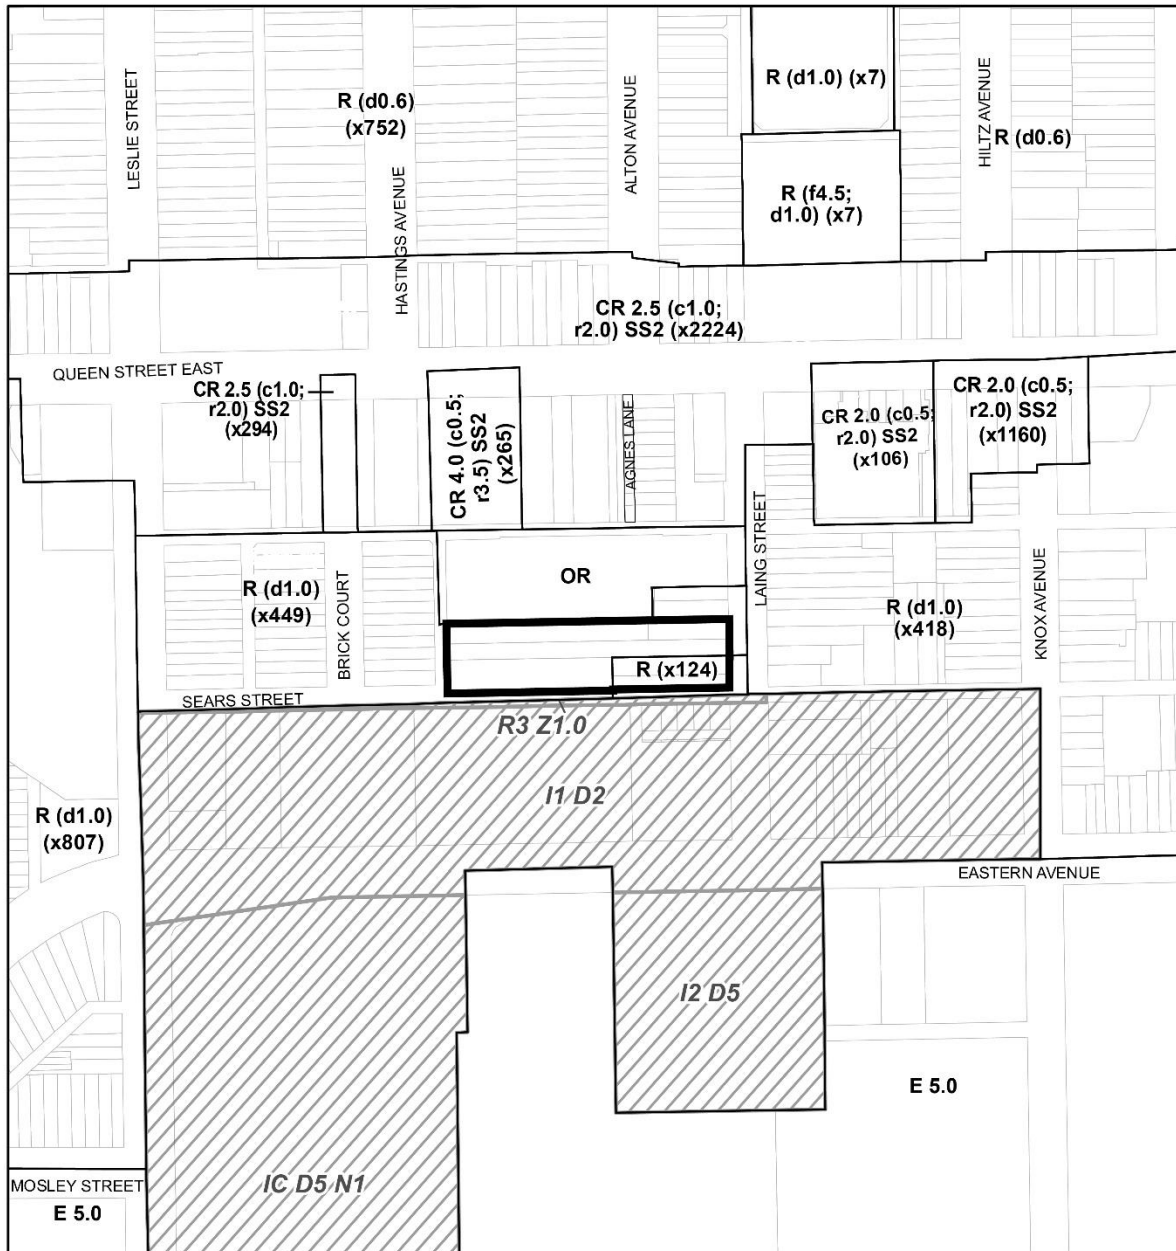 R (d1.0) (x7)
R (d0.6)
(x752)
LESLIE STREET
HASTINGS AVENUE
ALTON AVENUE
HILTZ AVENUE
R (d0.6)
R (f4.5;
d1.0) (x7)
CR 2.5 (c1.0;
r2.0) SS2 (x2224)
QUEEN STREET EAST
CR 2.5 (c1.0;
r2.0) SS2
(x294)
CR 4.0 (c0.5;
r3.5) SS2
(x265)
AGNES LANE
CR 2.0 (c0.5;
r2.0) SS2
(x106)
CR 2.0 (c0.5;
r2.0) SS2
(x1160)
LAING STREET
KNOX AVENUE
OR
R (d1.0)
(x449)
BRICK COURT
R (d1.0)
(x418)
R (x124)
SEARS STREET
R3 Z1.0
I1 D2
R (d1.0)
(x807)
EASTERN AVENUE
I2 D5
E 5.0
IC D5 N1
MOSLEY STREET
E 5.0